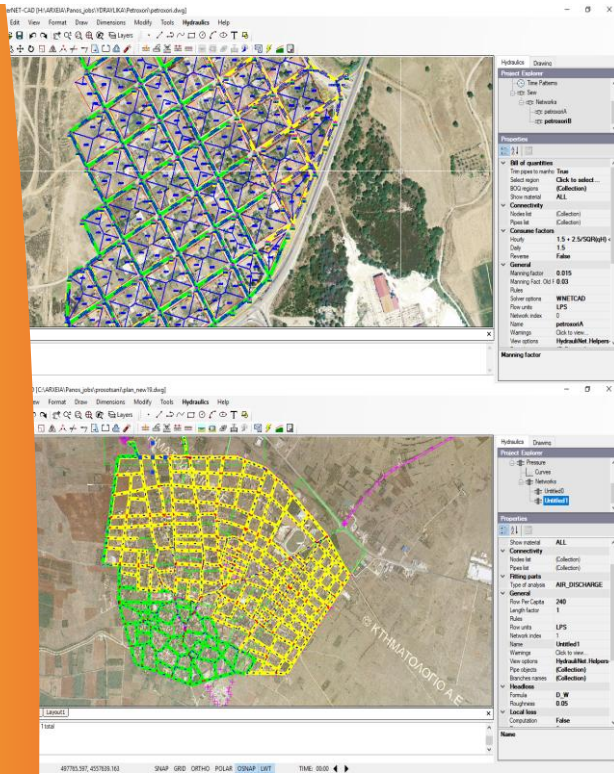 erNET-CAD [H:\ARXEIA\Panos_jobs\YDRAYLIKA\Petroxori\petroxori.dwg]
Edit View Format Draw Dimensions Modify Tools Hydraulics Help
Layers
Hydraulics Drawing
Project Explorer
Time Patterns
Sew
Networks
petroxoriA
petroxoriB
Properties
Bill of quantities
Trim pipes to manho True
Select region Click to select...
BOQ regions (Collection)
Show material ALL
Connectivity
Nodes list (Collection)
Pipes list (Collection)
Consume factors
Hourly 1.5 + 2.5/SQR(qH) <
Daily 1.5
Reverse False
General
Manning factor 0.015
Manning Fact. Old F 0.03
Rules
Solver options WNETCAD
Flow units LPS
Network index 0
Name petroxoriA
Warnings Click to view...
View options HydrauliNet.Helpers.
Manning factor
D [C:\ARXEIA\Panos_jobs\prosotsani\plan_new10.dwg]
View Format Draw Dimensions Modify Tools Hydraulics Help
Layers
Hydraulics Drawing
Project Explorer
Pressure
Curves
Networks
Untitled0
Untitled1
Properties
Show material ALL
Connectivity
Nodes list (Collection)
Pipes list (Collection)
Fitting parts
Type of analysis AIR_DISCHARGE
General
Flow Per Capita 240
Length factor 1
Rules
Flow units LPS
Network index 1
Name Untitled1
Warnings Click to view...
View options HydrauliNet.Helpers
Pipe objects (Collection)
Branches names (Collection)
Headloss
Formula D_W
Roughness 0.05
Local loss
Computation False
Name
© ΚΤΗΜΑΤΟΛΟΓΙΟ Α.Ε.
Layout1
1 total
497765.597, 4557639.163 SNAP GRID ORTHO POLAR OSNAP LWT TIME: 00:00